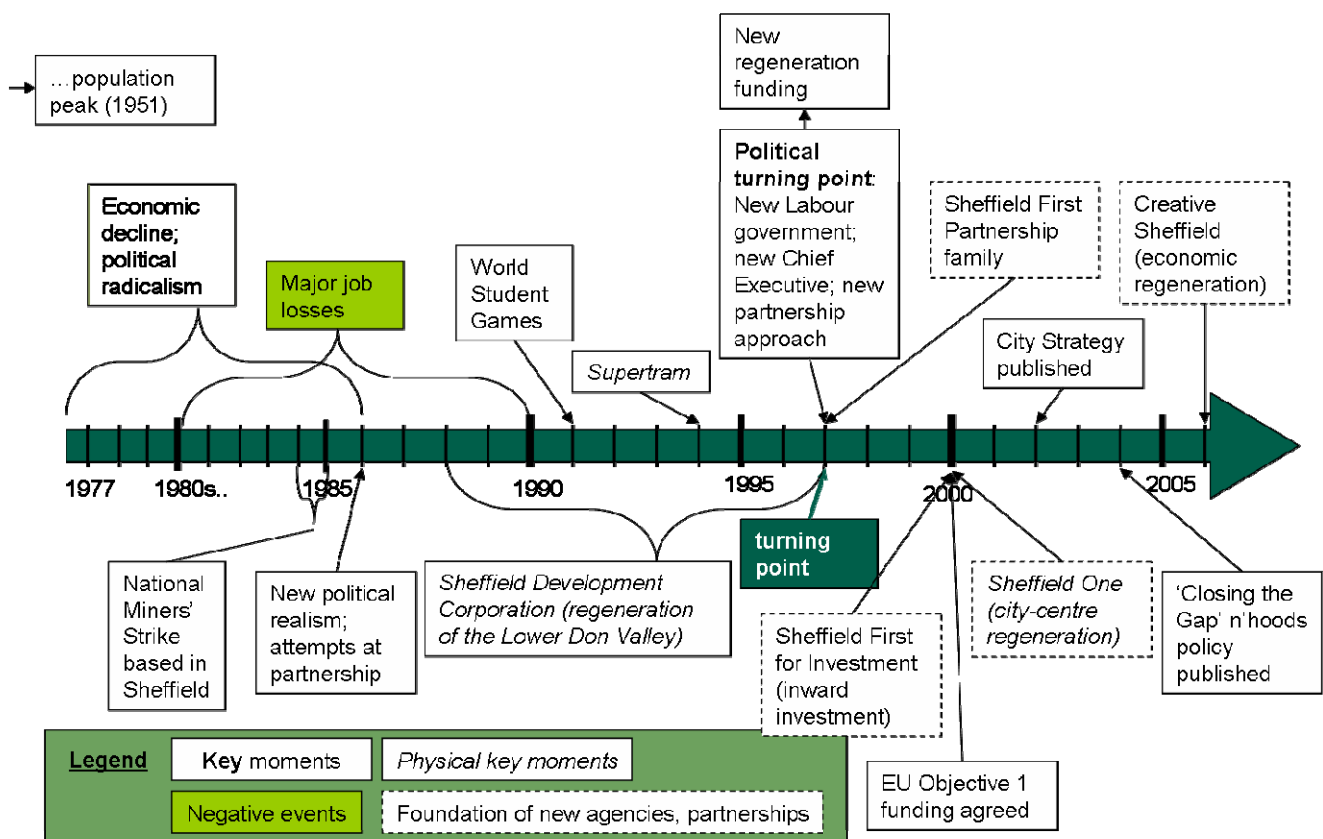 …population
peak (1951)
New
regeneration
funding
Economic
decline;
political
radicalism
Major job
losses
World
Student
Games
Supertram
Political
turning point:
New Labour
government;
new Chief
Executive; new
partnership
approach
Sheffield First
Partnership
family
City Strategy
published
Creative
Sheffield
(economic
regeneration)
1977
1980s..
1985
1990
1995
2000
2005
National
Miners'
Strike
based in
Sheffield
New political
realism;
attempts at
partnership
Sheffield Development
Corporation (regeneration
of the Lower Don Valley)
turning
point
Sheffield First
for Investment
(inward
investment)
Sheffield One
(city-centre
regeneration)
EU Objective 1
funding agreed
'Closing the
Gap' n'hoods
policy
published
Legend
Key moments
Physical key moments
Negative events
Foundation of new agencies, partnerships